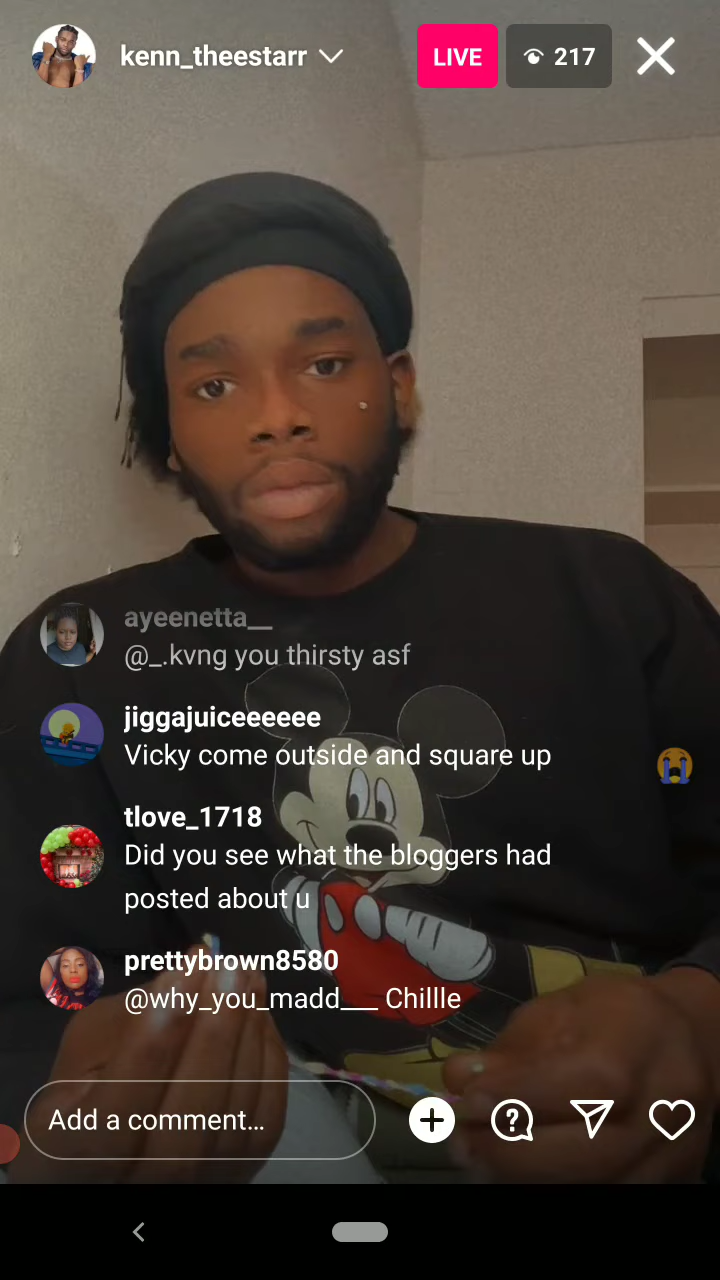 kenn_theestarr
LIVE
217
ayeenetta__
@_.kvng you thirsty asf
jiggajuiceeeeee
Vicky come outside and square up
tlove_1718
Did you see what the bloggers had
posted about u
prettybrown8580
@why_you_madd___ Chillle
Add a comment...